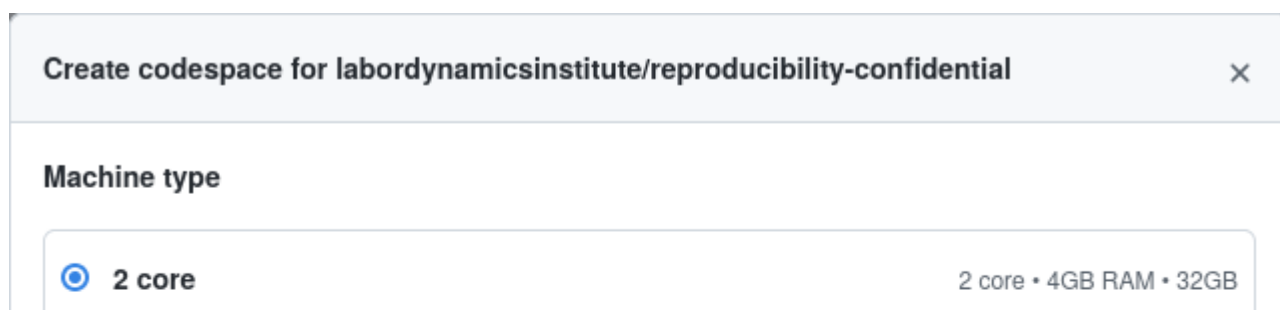 Create codespace for labordynamicsinstitute/reproducibility-confidential ×
Machine type
2 core 2 core • 4GB RAM • 32GB